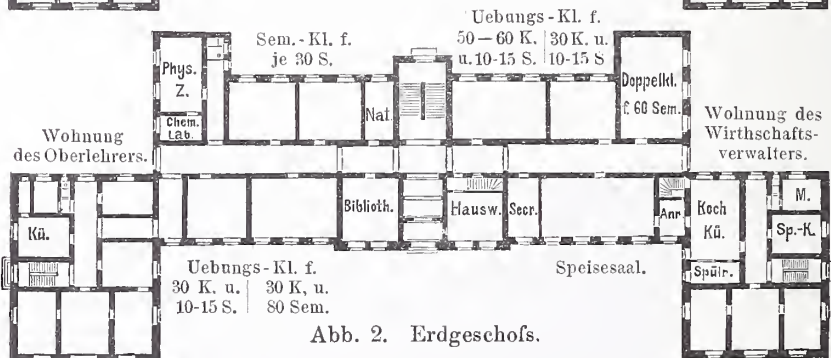 Uebungs-Kl. f.
50—60 K. | 30 K. u.
u. 10-15 S. | 10-15 S
Sem.-Kl. f.
je 30 S.
Phys.
Z.
Chem.
Lab.
Nat.
Doppelkl.
f. 60 Sem.
Wohnung
des Oberlehrers.
Wohnung des
Wirthschafts-
verwalters.
Kü.
Biblioth.
Hausw.
Secr.
Anr
Koch
Kü.
Spülr.
M.
Sp.-K.
Uebungs-Kl. f.
30 K. u. | 30 K, u.
10-15 S. | 80 Sem.
Speisesaal.
Abb. 2. Erdgeschoſs.